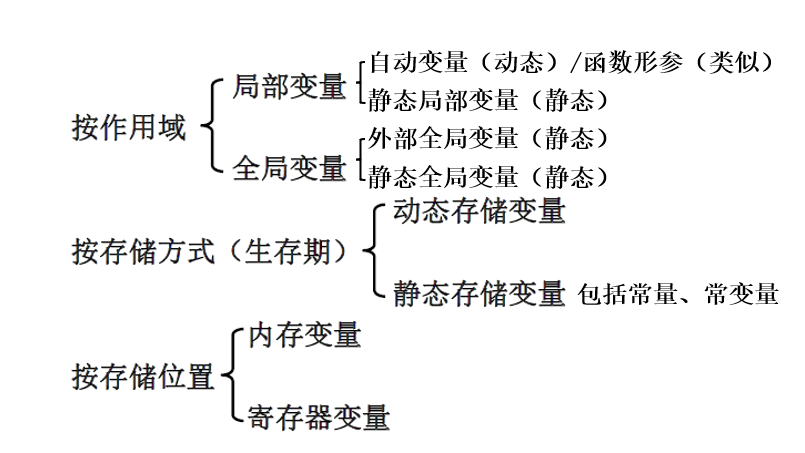 自动变量（动态）/函数形参（类似）
局部变量
静态局部变量（静态）
按作用域
外部全局变量（静态）
全局变量
静态全局变量（静态）
动态存储变量
按存储方式（生存期）
静态存储变量 包括常量、常变量
内存变量
按存储位置
寄存器变量